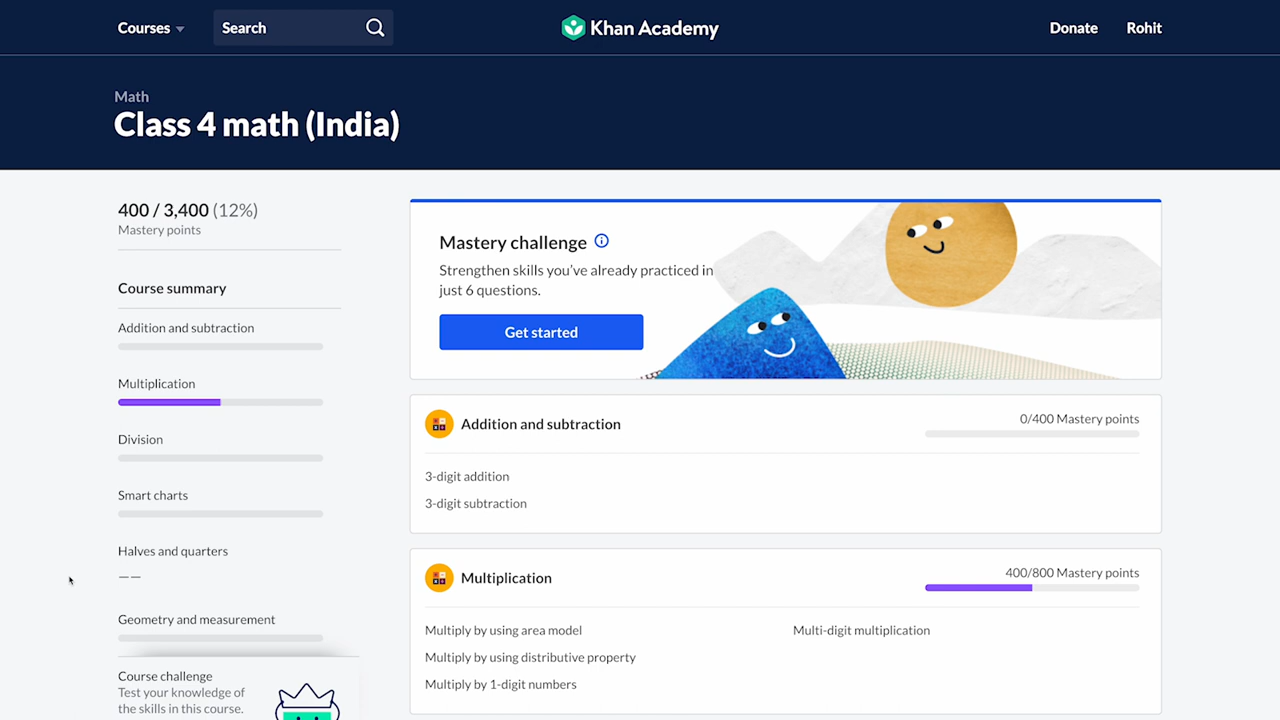 Courses
Search
Khan Academy
Donate
Rohit
Math
Class 4 math (India)
400 / 3,400 (12%)
Mastery points
Course summary
Addition and subtraction
Multiplication
Division
Smart charts
Halves and quarters
——
Geometry and measurement
Course challenge
Test your knowledge of
the skills in this course.
Mastery challenge
Strengthen skills you’ve already practiced in
just 6 questions.
Get started
Addition and subtraction
0/400 Mastery points
3-digit addition
3-digit subtraction
Multiplication
400/800 Mastery points
Multiply by using area model
Multiply by using distributive property
Multiply by 1-digit numbers
Multi-digit multiplication